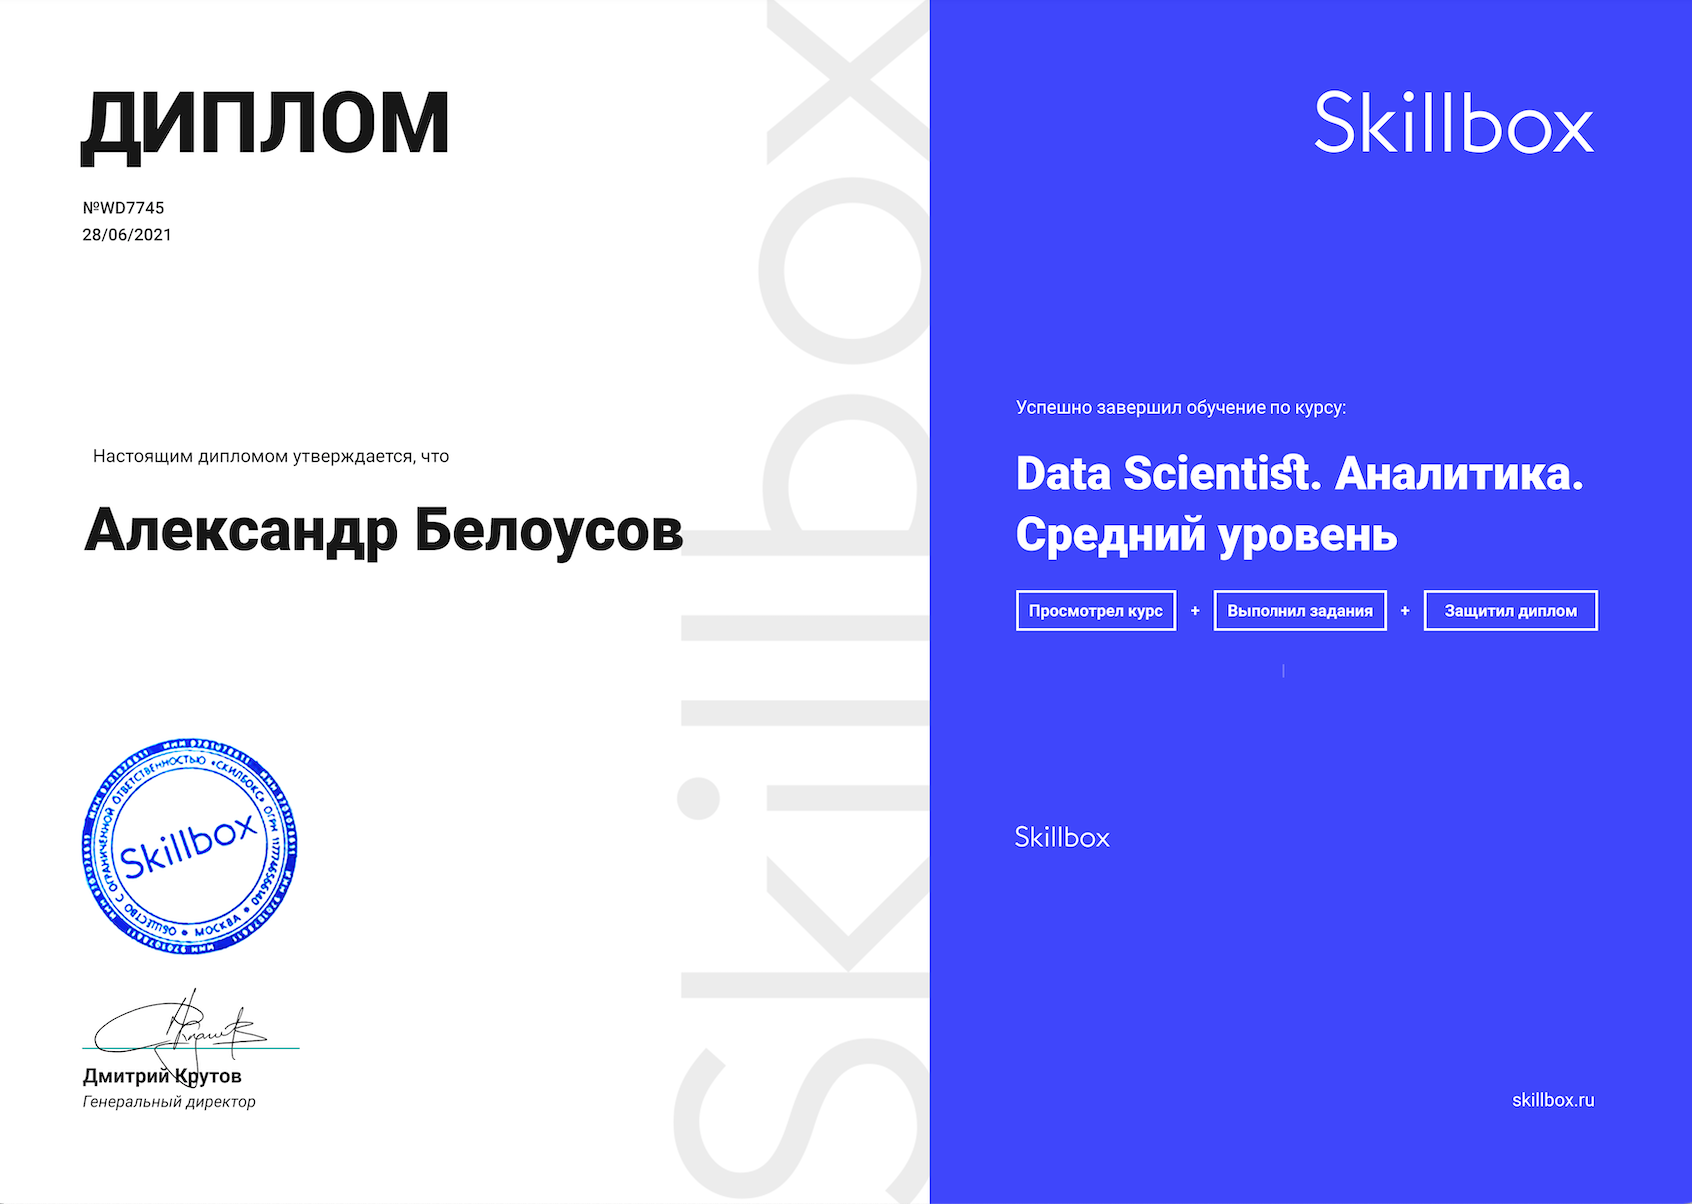 ДИПЛОМ
№WD7745
28/06/2021
Настоящим дипломом утверждается, что
Александр Белоусов
ОБЩЕСТВО С ОГРАНИЧЕННОЙ ОТВЕТСТВЕННОСТЬЮ «СКИЛБОКС» ОГРН 1177746566140 • МОСКВА •
Skillbox
Дмитрий Крутов
Генеральный директор
Skillbox
Skillbox
Успешно завершил обучение по курсу:
Data Scientist. Аналитика.
Средний уровень
Просмотрел курс + Выполнил задания + Защитил диплом
Skillbox
skillbox.ru